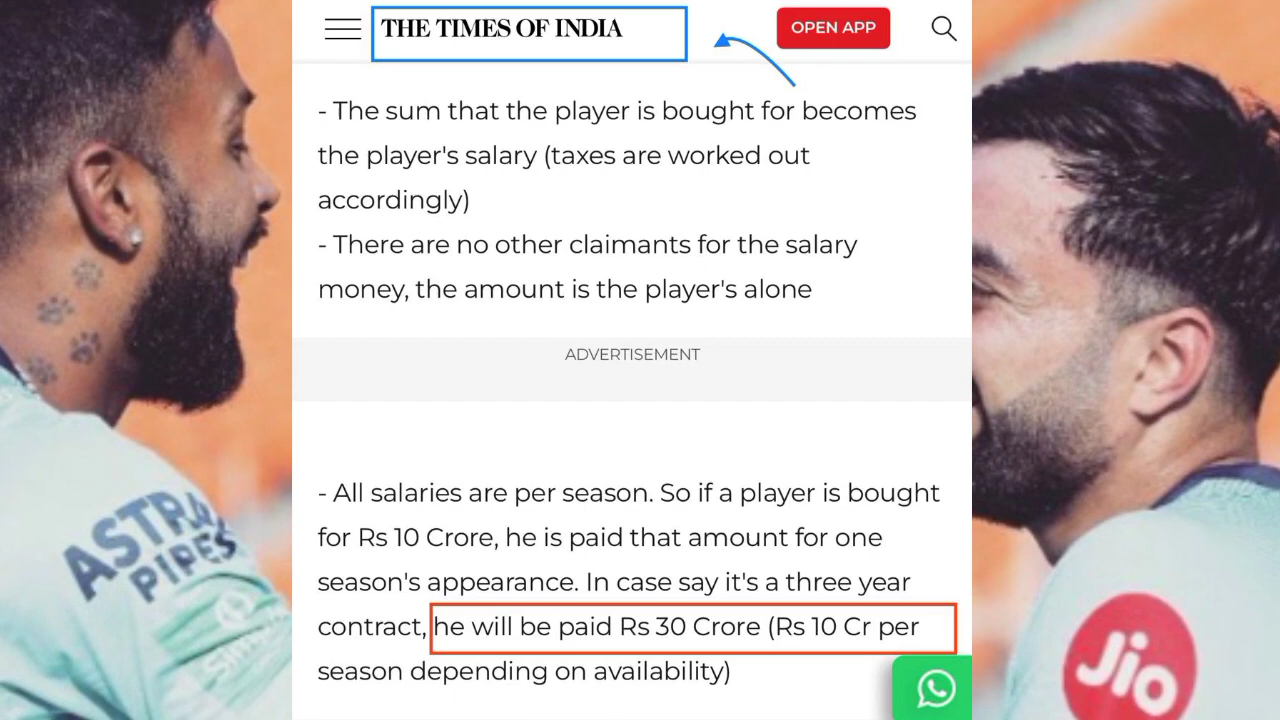 THE TIMES OF INDIA
OPEN APP
- The sum that the player is bought for becomes
the player's salary (taxes are worked out
accordingly)
- There are no other claimants for the salary
money, the amount is the player's alone
ADVERTISEMENT
- All salaries are per season. So if a player is bought
for Rs 10 Crore, he is paid that amount for one
season's appearance. In case say it's a three year
contract, he will be paid Rs 30 Crore (Rs 10 Cr per
season depending on availability)
ASTRAL
PIPES
Jio